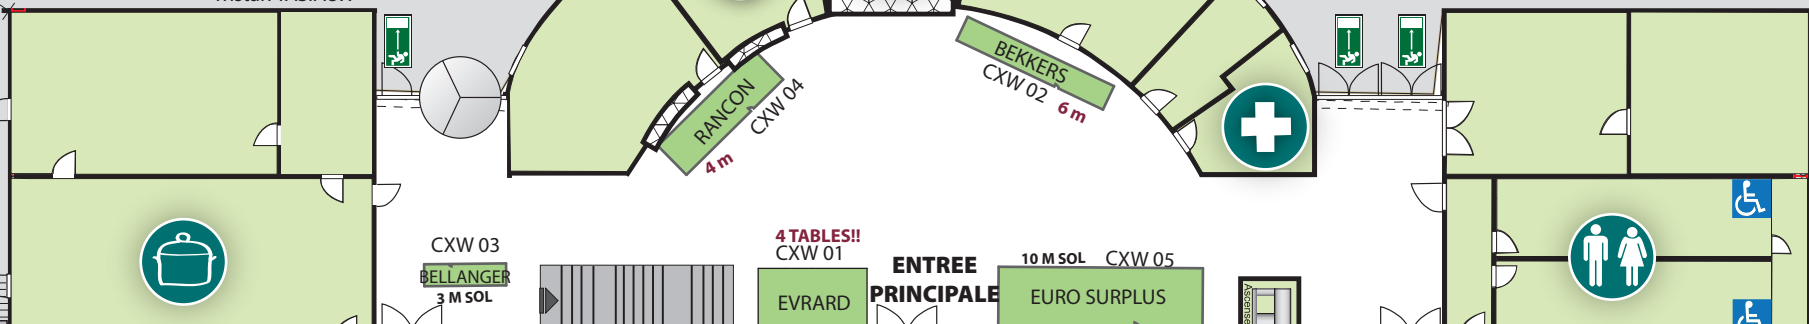 BEKKERS
CXW 02
6 m
RANCON
CXW 04
4 m
CXW 03
BELLANGER
3 M SOL
4 TABLES!!
CXW 01
EVRARD
ENTREE
PRINCIPALE
10 M SOL
CXW 05
EURO SURPLUS